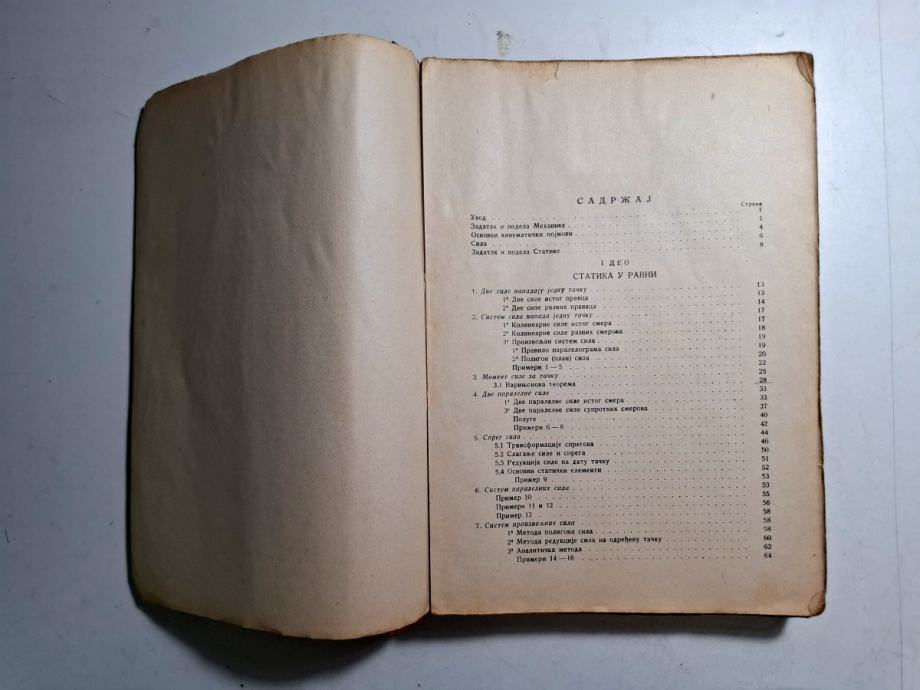 САДРЖАЈ
Страна
Увод 1
Задатак и подела Механике 1
Основни кинематички појмови 4
Сила 6
Задатак и подела Статике 8
I ДЕО
СТАТИКА У РАВНИ
1. Две силе нападају једну тачку 13
1° Две силе истог правца 13
2° Две силе разних праваца 14
2. Систем сила напада једну тачку 17
1° Колинеарне силе истог смера 17
2° Колинеарне силе разних смерова 18
3° Произвољан систем сила 19
1° Правило паралелограма сила 19
2° Полигон (план) сила 20
Примери 1 — 5 22
3. Момент силе за тачку 25
3.1 Варињонова теорема 28
4. Две паралелне силе 33
1° Две паралелне силе истог смера 33
3° Две паралелне силе супротних смерова 37
Полуге 40
Примери 6 — 8 42
5. Спрег сила 44
5.1 Трансформације спрегова 46
5.2 Слагање силе и спрега 50
5.3 Редукција силе на дату тачку 51
5.4 Основни статички елементи 52
Пример 9 53
6. Систем паралелних сила 53
Пример 10 55
Примери 11 и 12 56
Пример 12 58
7. Систем произвољних сила 58
1° Метода полигона сила 58
2° Метода редукције сила на одређену тачку 60
3° Аналитичка метода 62
Примери 14 — 16 64